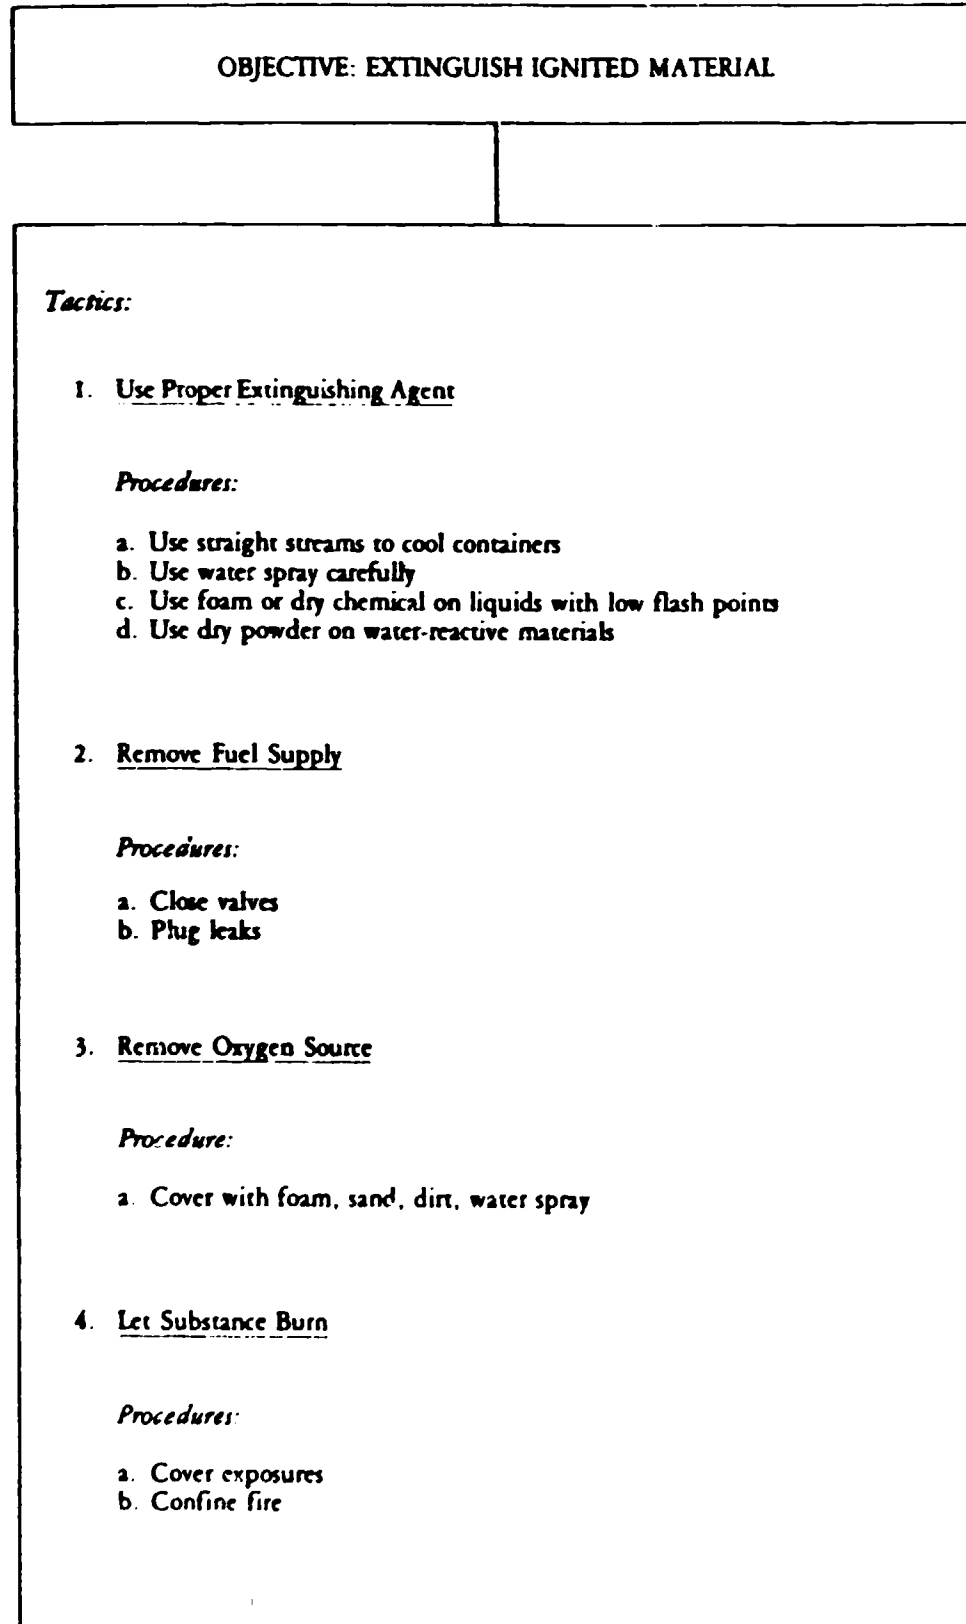 OBJECTIVE: EXTINGUISH IGNITED MATERIAL
Tactics:
1. Use Proper Extinguishing Agent
Procedures:
a. Use straight streams to cool containers
b. Use water spray carefully
c. Use foam or dry chemical on liquids with low flash points
d. Use dry powder on water-reactive materials
2. Remove Fuel Supply
Procedures:
a. Close valves
b. Plug leaks
3. Remove Oxygen Source
Procedure:
a. Cover with foam, sand, dirt, water spray
4. Let Substance Burn
Procedures:
a. Cover exposures
b. Confine fire